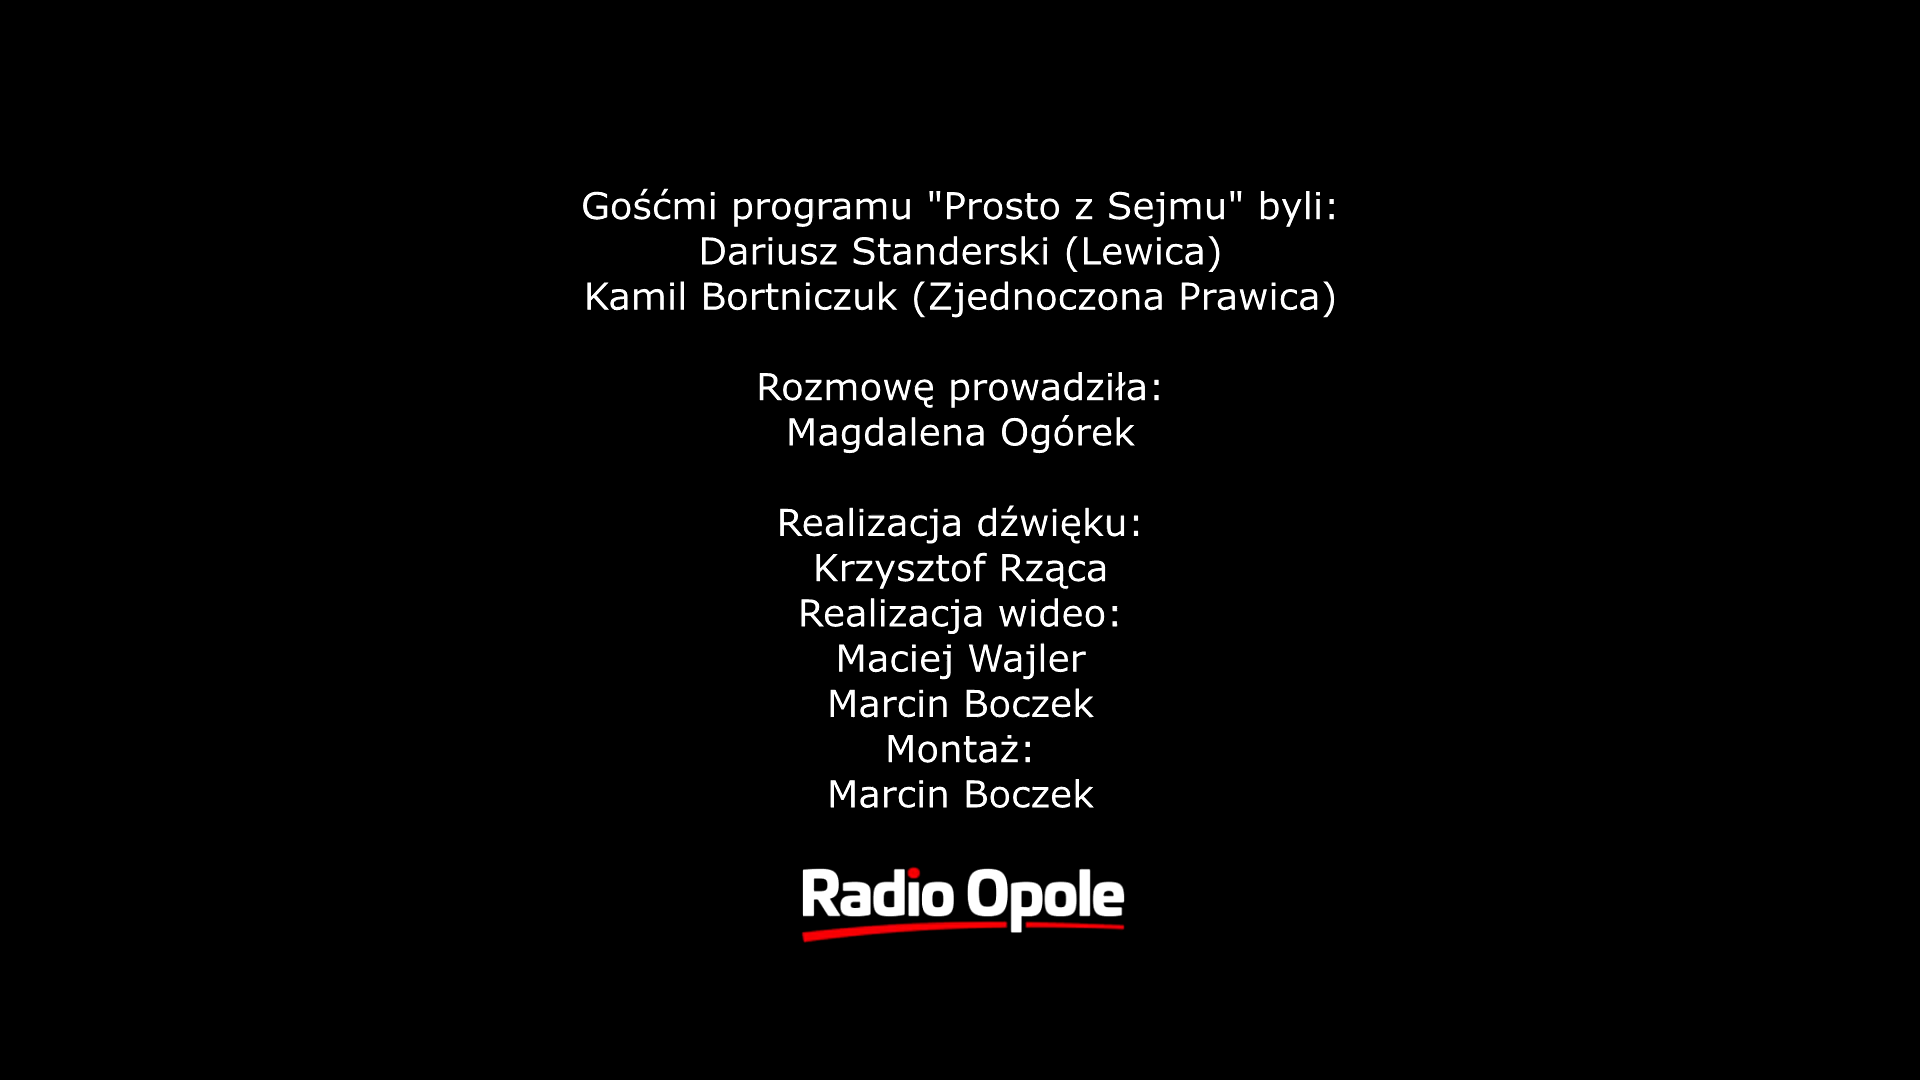 Gośćmi programu "Prosto z Sejmu" byli:
Dariusz Standerski (Lewica)
Kamil Bortniczuk (Zjednoczona Prawica)
Rozmowę prowadziła:
Magdalena Ogórek
Realizacja dźwięku:
Krzysztof Rząca
Realizacja wideo:
Maciej Wajler
Marcin Boczek
Montaż:
Marcin Boczek
Radio Opole